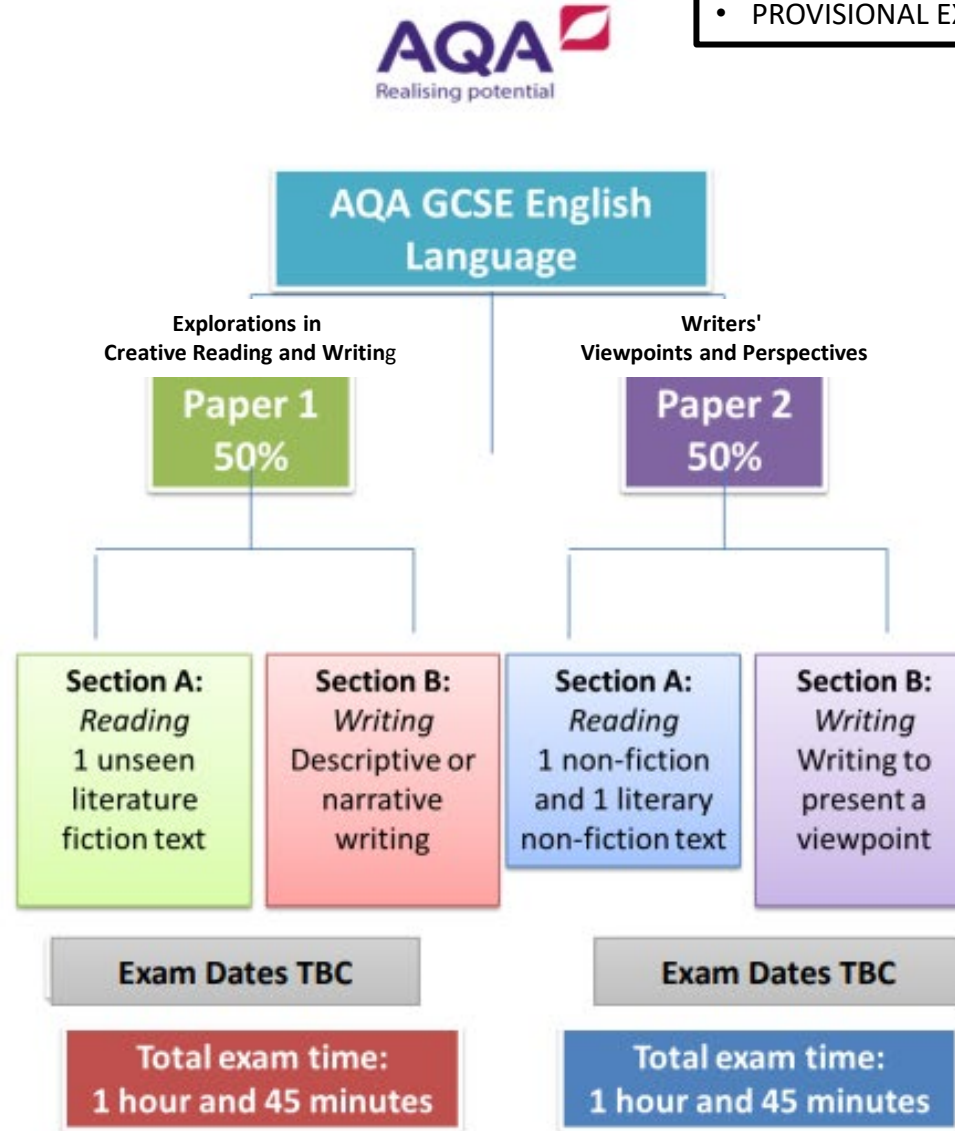 • PROVISIONAL
AQA
Realising potential
AQA GCSE English
Language
Explorations in
Creative Reading and Writing
Writers'
Viewpoints and Perspectives
Paper 1
50%
Paper 2
50%
Section A:
Reading
1 unseen
literature
fiction text
Section B:
Writing
Descriptive or
narrative
writing
Section A:
Reading
1 non-fiction
and 1 literary
non-fiction text
Section B:
Writing
Writing to
present a
viewpoint
Exam Dates TBC
Exam Dates TBC
Total exam time:
1 hour and 45 minutes
Total exam time:
1 hour and 45 minutes